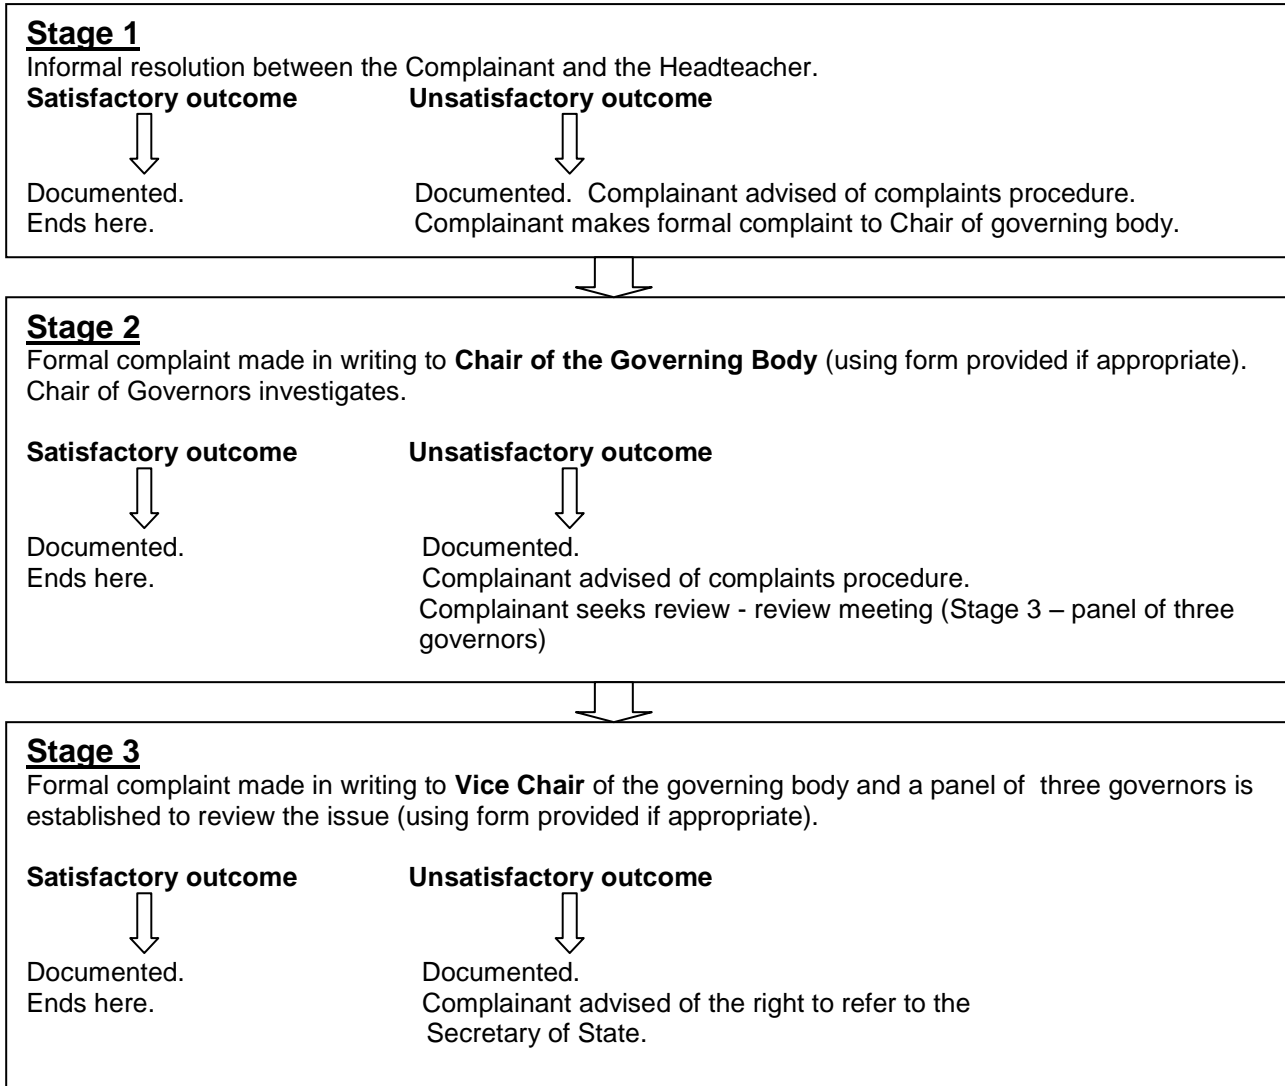 Stage 1
Informal resolution between the Complainant and the Headteacher.
Satisfactory outcome Unsatisfactory outcome
Documented. Documented.  Complainant advised of complaints procedure.
Ends here. Complainant makes formal complaint to Chair of governing body.
Stage 2
Formal complaint made in writing to Chair of the Governing Body (using form provided if appropriate).
Chair of Governors investigates.
Satisfactory outcome Unsatisfactory outcome
Documented. Documented.
Ends here. Complainant advised of complaints procedure.
Complainant seeks review - review meeting (Stage 3 – panel of three
governors)
Stage 3
Formal complaint made in writing to Vice Chair of the governing body and a panel of  three governors is
established to review the issue (using form provided if appropriate).
Satisfactory outcome Unsatisfactory outcome
Documented. Documented.
Ends here. Complainant advised of the right to refer to the
Secretary of State.